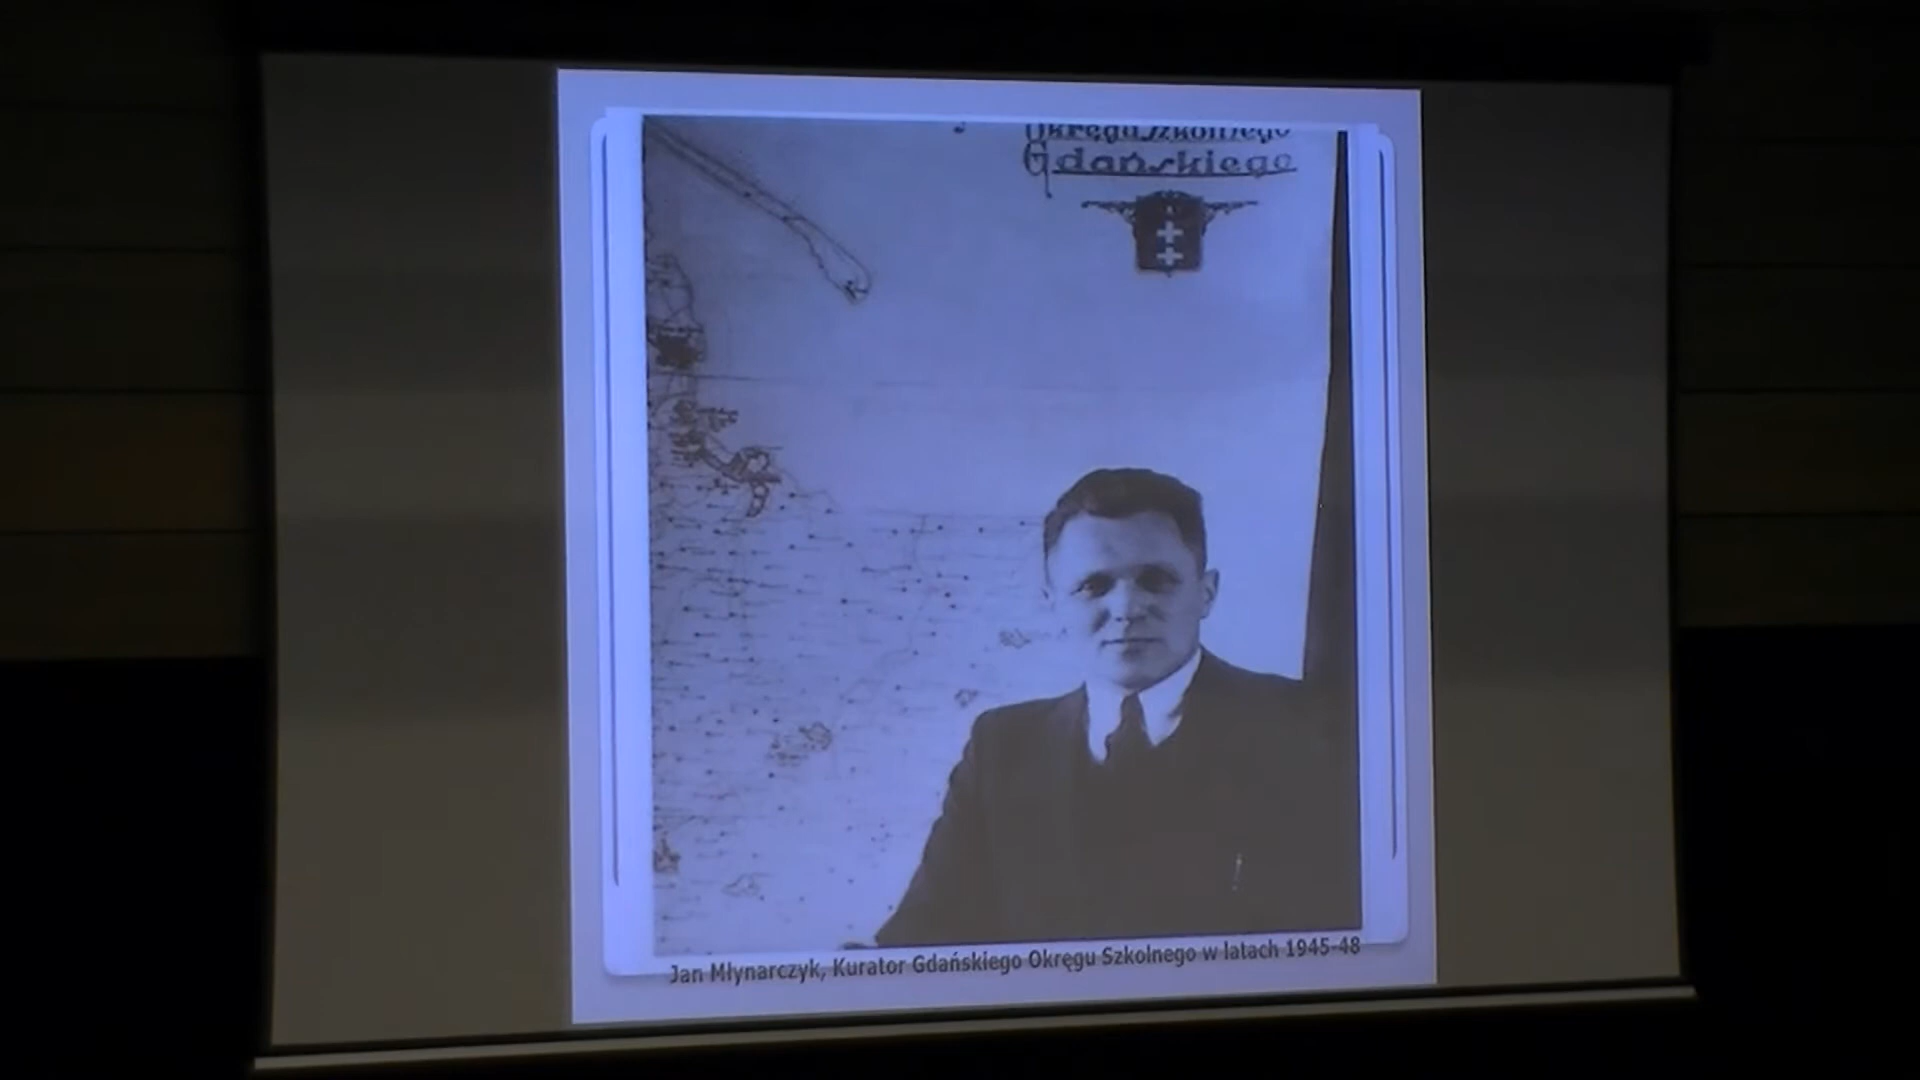 Okręgu Szkolnego
Gdańskiego
Jan Młynarczyk, Kurator Gdańskiego Okręgu Szkolnego w latach 1945-48